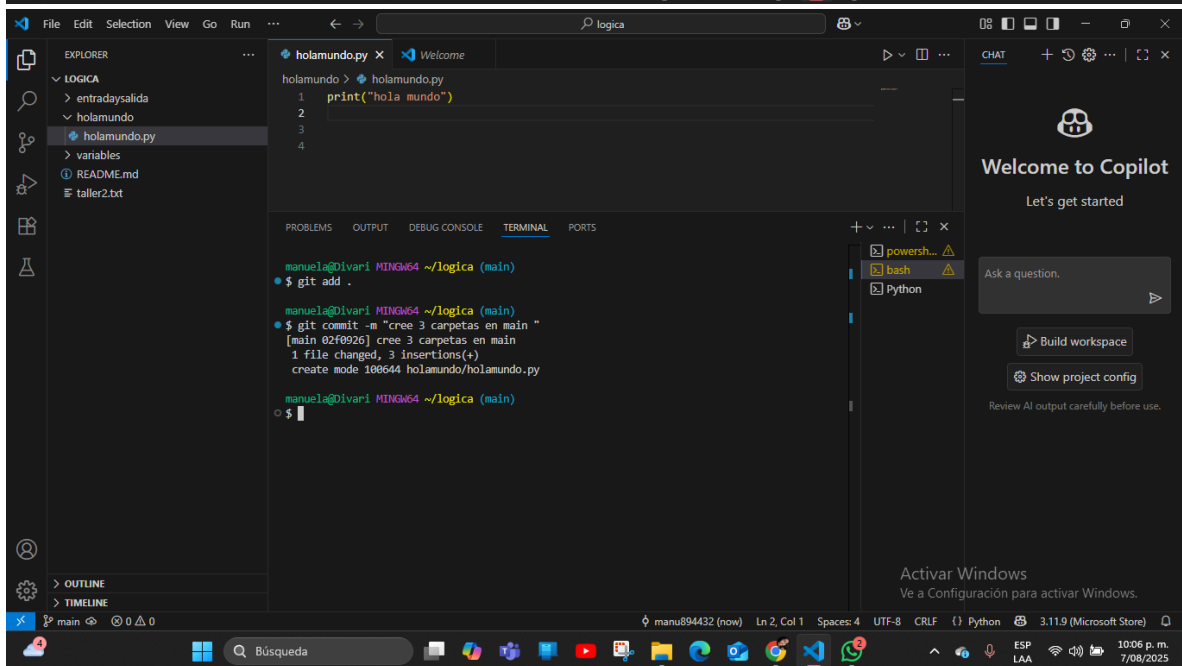 File Edit Selection View Go Run ···
logica
EXPLORER ···
LOGICA
entradaysalida
holamundo
holamundo.py
variables
README.md
taller2.txt
OUTLINE
TIMELINE
holamundo.py Welcome
holamundo > holamundo.py
1 print("hola mundo")
2
3
4
PROBLEMS OUTPUT DEBUG CONSOLE TERMINAL PORTS
manuela@Divari MINGW64 ~/logica (main)
$ git add .
manuela@Divari MINGW64 ~/logica (main)
$ git commit -m "cree 3 carpetas en main "
[main 02f0926] cree 3 carpetas en main
1 file changed, 3 insertions(+)
create mode 100644 holamundo/holamundo.py
manuela@Divari MINGW64 ~/logica (main)
$
powersh...
bash
Python
CHAT
Welcome to Copilot
Let's get started
Ask a question.
Build workspace
Show project config
Review AI output carefully before use.
Activar Windows
Ve a Configuración para activar Windows.
main 0 0 manu894432 (now) Ln 2, Col 1 Spaces: 4 UTF-8 CRLF {} Python 3.11.9 (Microsoft Store)
4 Búsqueda 2 ESP 10:06 p. m.
LAA 7/08/2025